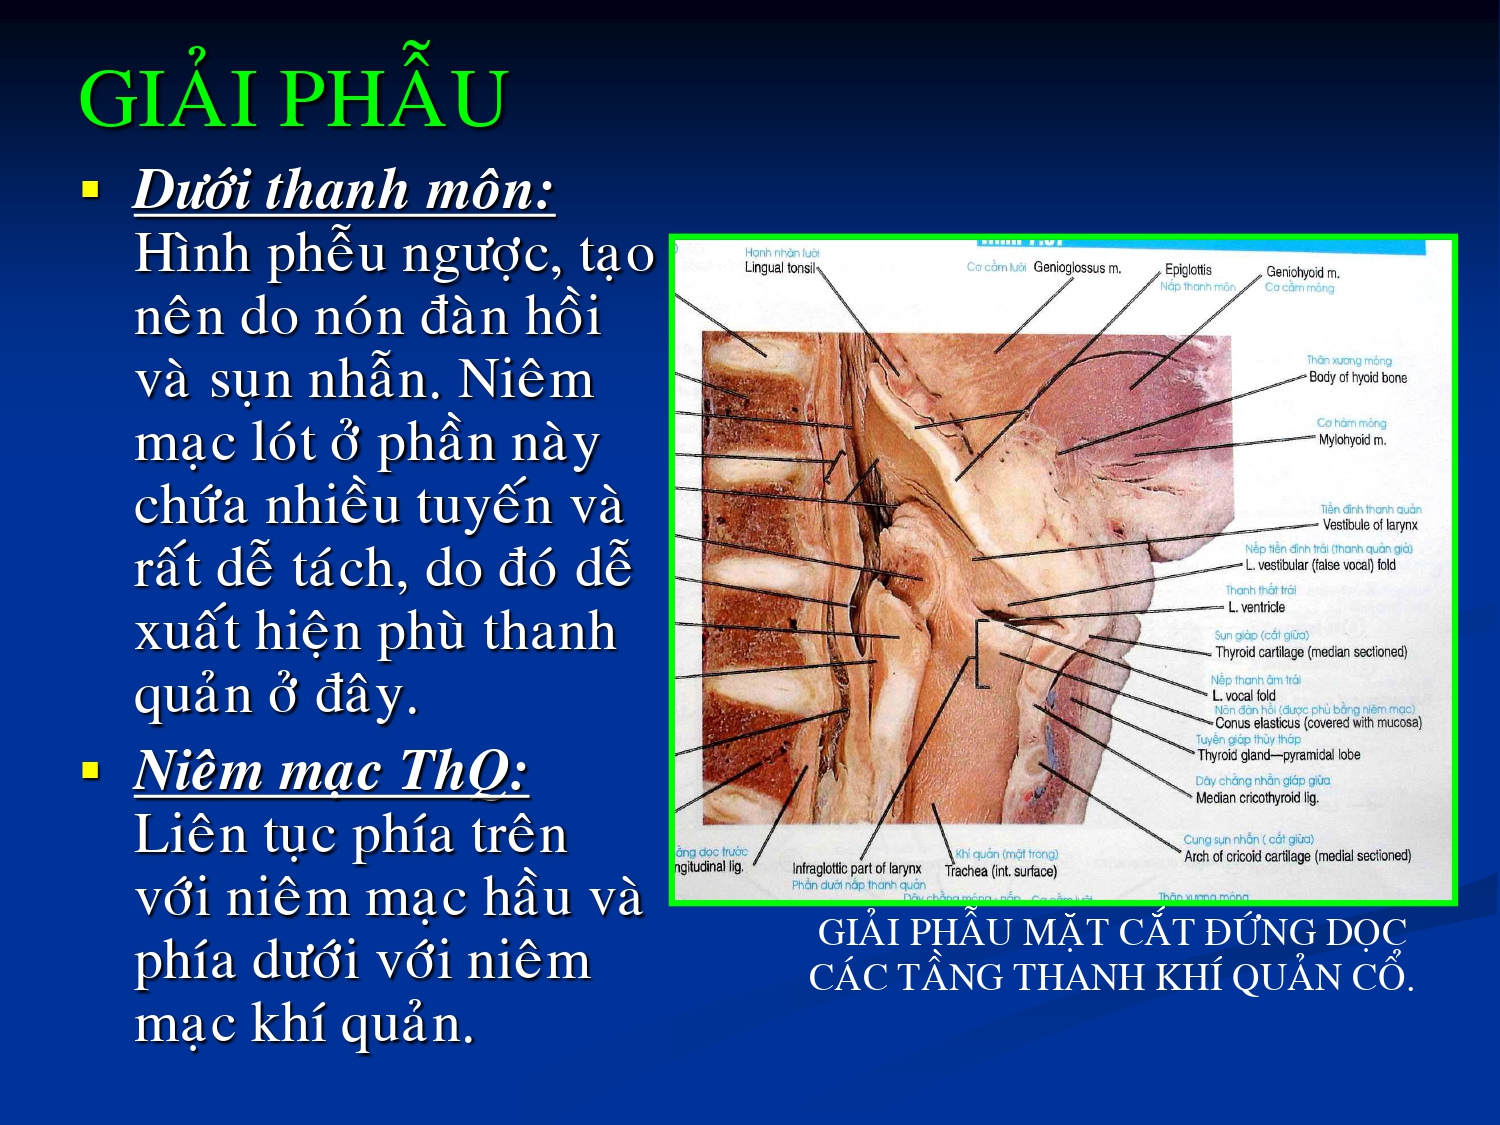 GIẢI PHẪU
▪ Dưới thanh môn:
Hình phễu ngược, tạo
nên do nón đàn hồi
và sụn nhẫn. Niêm
mạc lót ở phần này
chứa nhiều tuyến và
rất dễ tách, do đó dễ
xuất hiện phù thanh
quản ở đây.
▪ Niêm mạc ThQ:
Liên tục phía trên
với niêm mạc hầu và
phía dưới với niêm
mạc khí quản.
Hạnh nhân lưỡi
Lingual tonsil
Cơ cằm lưỡi Genioglossus m.
Epiglottis
Nắp thanh môn
Geniohyoid m.
Cơ cằm móng
Thân xương móng
Body of hyoid bone
Cơ hàm móng
Mylohyoid m.
Tiền đình thanh quản
Vestibule of larynx
Nếp tiền đình trái (thanh quản giả)
L. vestibular (false vocal) fold
Thanh thất trái
L. ventricle
Sụn giáp (cắt giữa)
Thyroid cartilage (median sectioned)
Nếp thanh âm trái
L. vocal fold
Nón đàn hồi (được phủ bằng niêm mạc)
Conus elasticus (covered with mucosa)
Tuyến giáp thùy tháp
Thyroid gland—pyramidal lobe
Dây chằng nhẫn giáp giữa
Median cricothyroid lig.
Cung sụn nhẫn ( cắt giữa)
Arch of cricoid cartilage (medial sectioned)
ằng dọc trước
ngitudinal lig.
Infraglottic part of larynx
Phần dưới nắp thanh quản
Khí quản (mặt trong)
Trachea (int. surface)
Thân xương móng
GIẢI PHẪU MẶT CẮT ĐỨNG DỌC
CÁC TẦNG THANH KHÍ QUẢN CỔ.